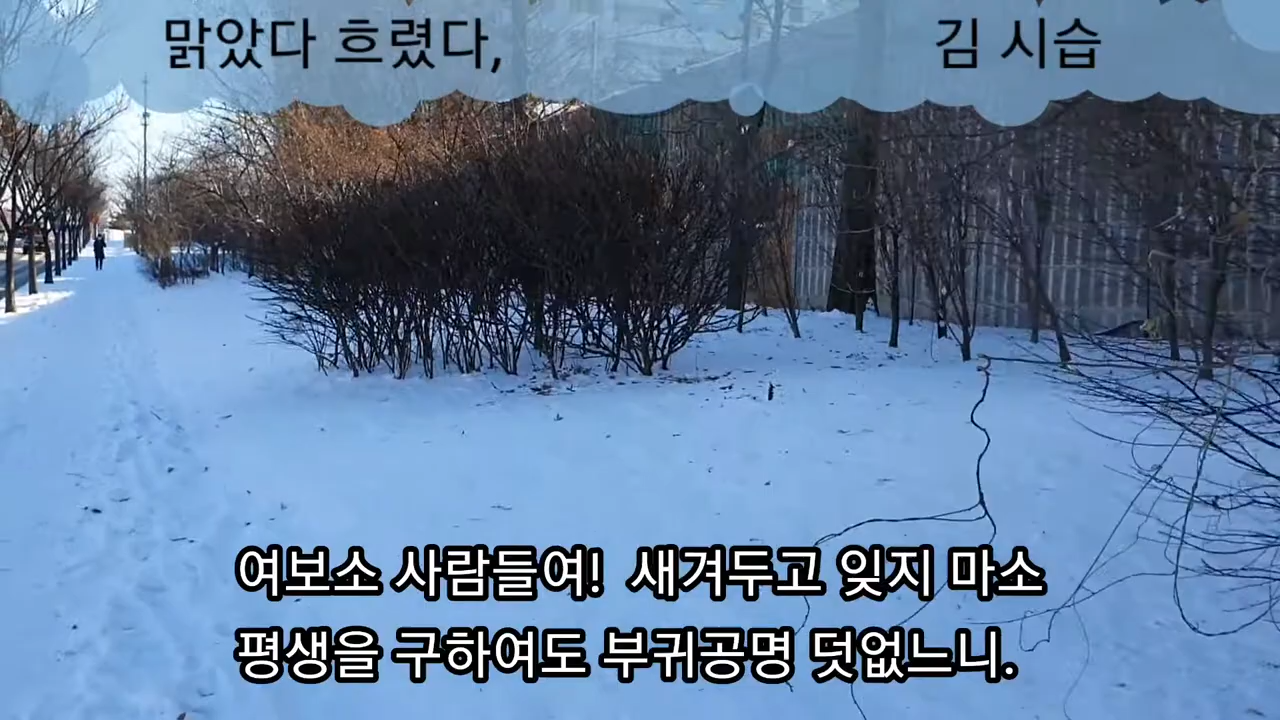 맑았다 흐렸다, 김 시습
여보소 사람들여! 새겨두고 잊지 마소
평생을 구하여도 부귀공명 덧없느니.